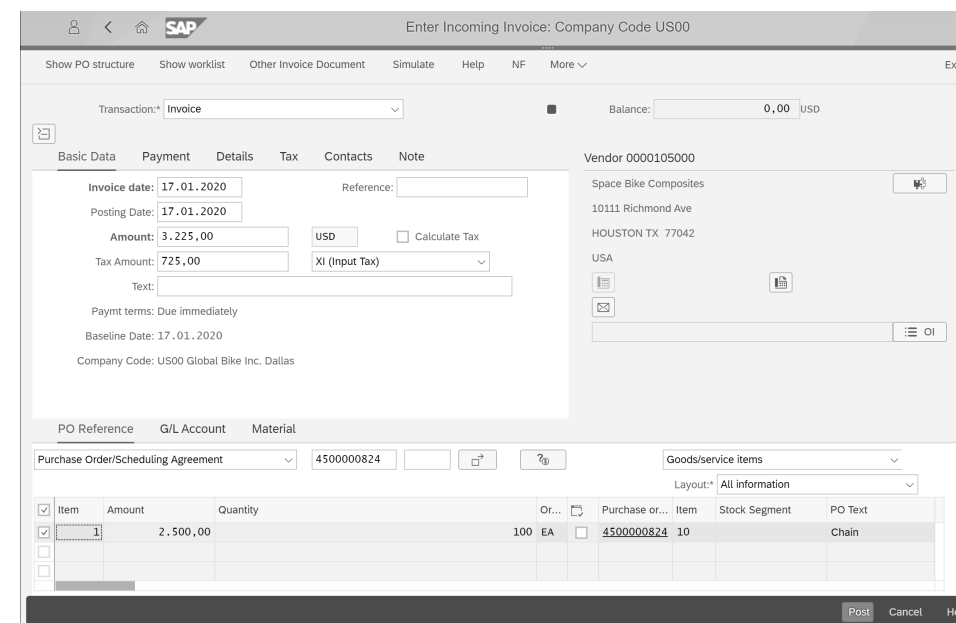 SAP Enter Incoming Invoice: Company Code US00
Show PO structure Show worklist Other Invoice Document Simulate Help NF More Ex
Transaction:* Invoice Balance: 0,00 USD
Basic Data Payment Details Tax Contacts Note Vendor 0000105000
Invoice date: 17.01.2020 Reference: Space Bike Composites
Posting Date: 17.01.2020 10111 Richmond Ave
Amount: 3.225,00 USD Calculate Tax HOUSTON TX 77042
Tax Amount: 725,00 XI (Input Tax) USA
Text:
Paymt terms: Due immediately
Baseline Date: 17.01.2020 OI
Company Code: US00 Global Bike Inc. Dallas
PO Reference G/L Account Material
Purchase Order/Scheduling Agreement 4500000824 Goods/service items
Layout:* All information
Item Amount Quantity Or... Purchase or... Item Stock Segment PO Text
1 2.500,00 100 EA 4500000824 10 Chain
Post Cancel He